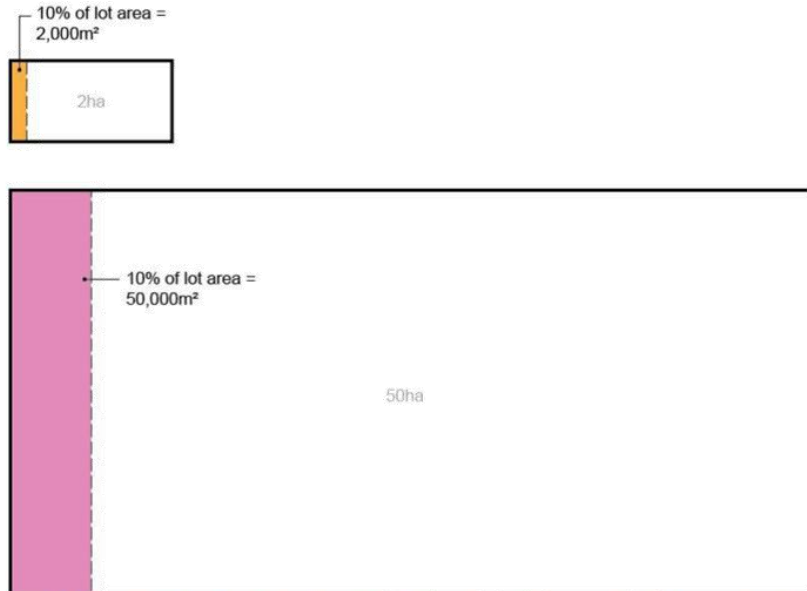 10% of lot area =
2,000m²
2ha
10% of lot area =
50,000m²
50ha